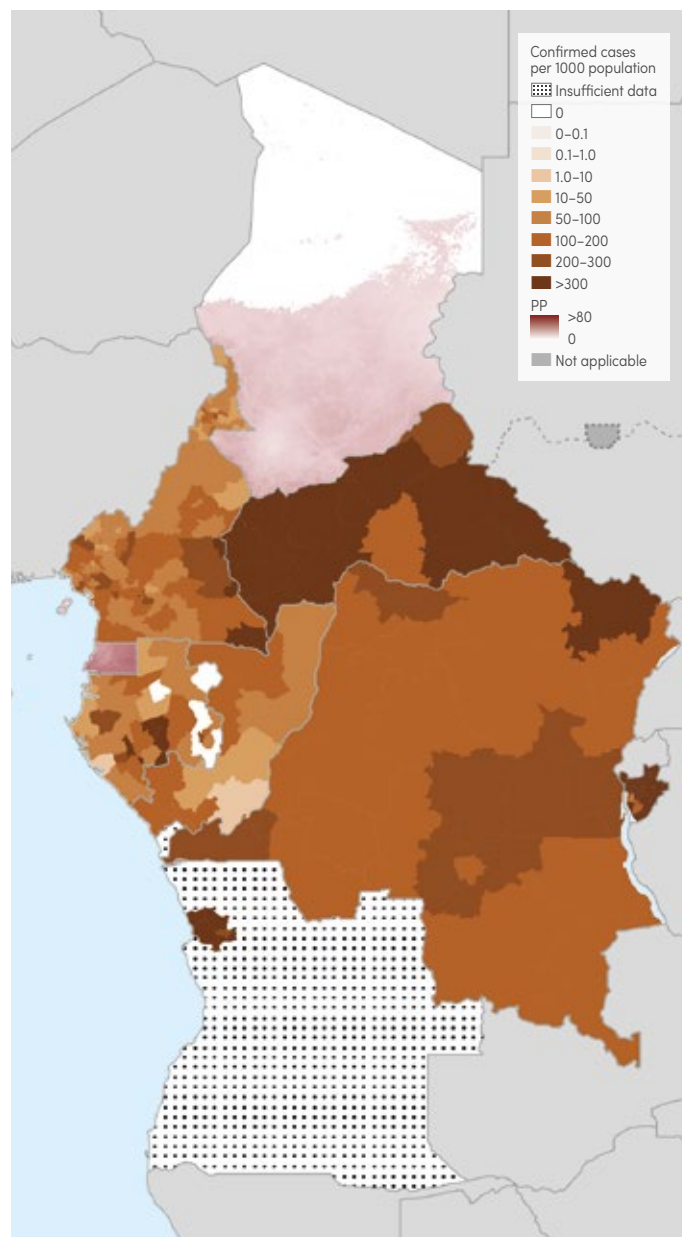 Confirmed cases
per 1000 population
Insufficient data
0
0–0.1
0.1–1.0
1.0–10
10–50
50–100
100–200
200–300
>300
PP
>80
0
Not applicable